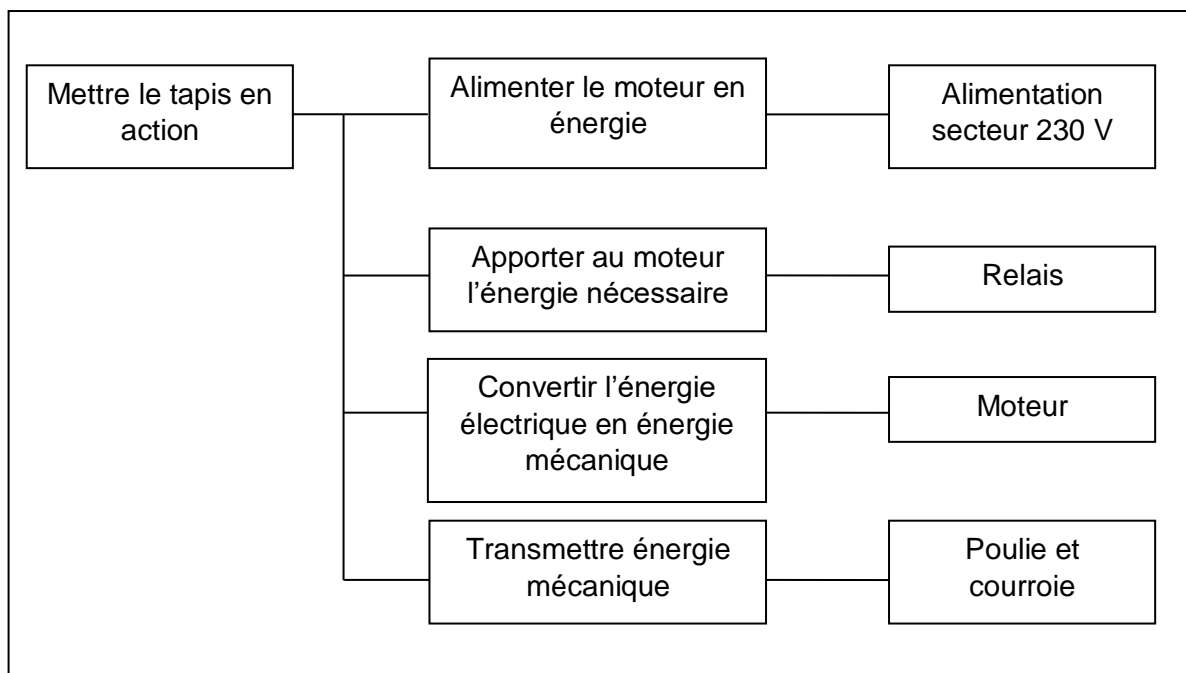 Mettre le tapis en
action
Alimenter le moteur en
énergie
Alimentation
secteur 230 V
Apporter au moteur
l’énergie nécessaire
Relais
Convertir l’énergie
électrique en énergie
mécanique
Moteur
Transmettre énergie
mécanique
Poulie et
courroie